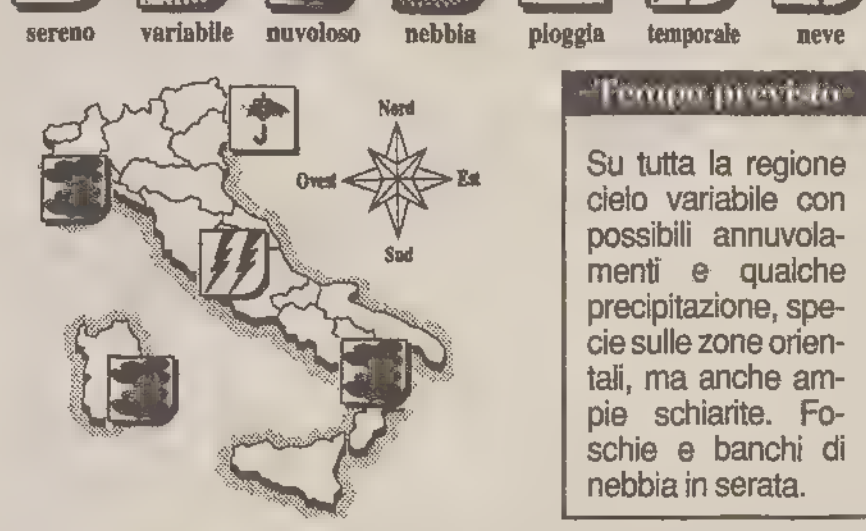 sereno variabile nuvoloso nebbia pioggia temporale neve
Nord
Ovest Est
Sud
Tempo previsto
Su tutta la regione
cielo variabile con
possibili annuvola-
menti e qualche
precipitazione, spe-
cie sulle zone orien-
tali, ma anche am-
pie schiarite. Fo-
schie e banchi di
nebbia in serata.